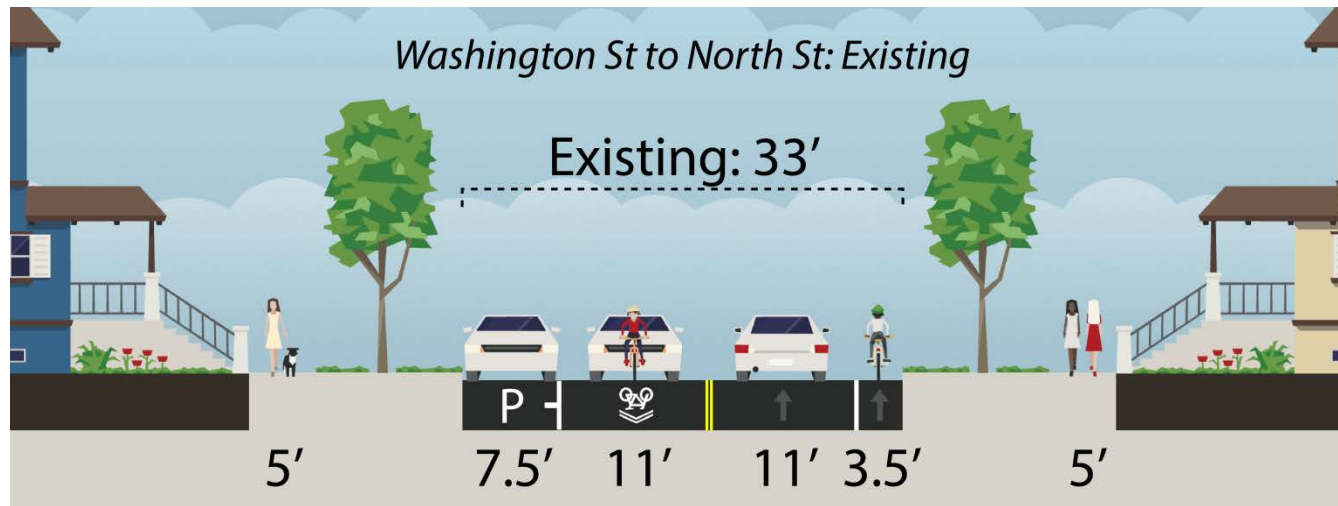 Washington St to North St: Existing
Existing: 33’
P
5’ 7.5’ 11’ 11’ 3.5’ 5’